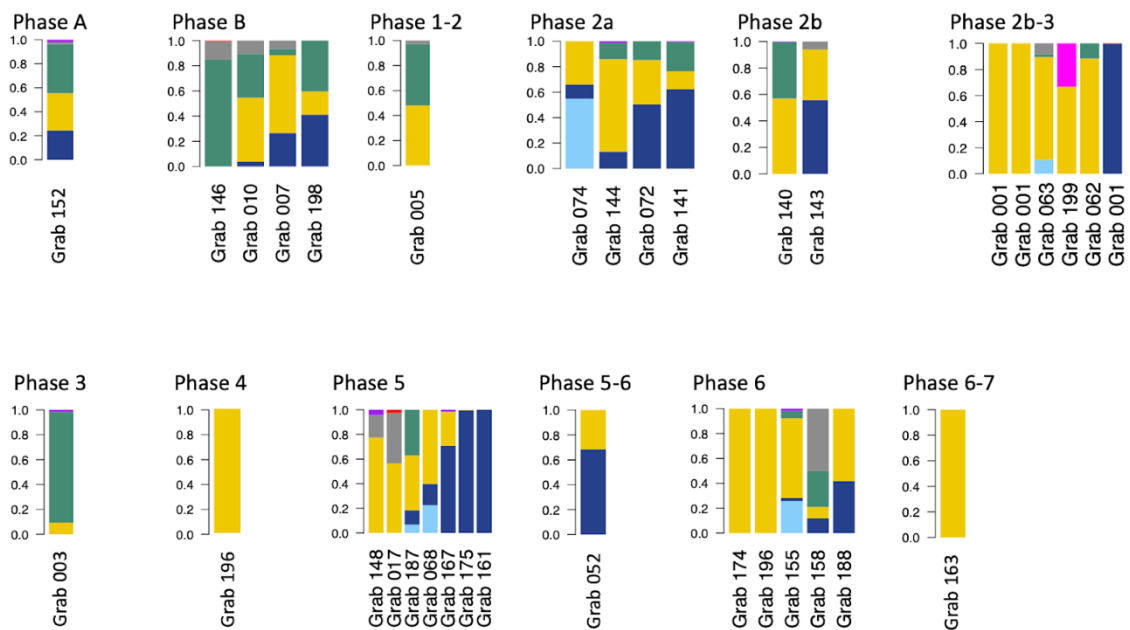 Phase A
Phase B
Phase 1-2
Phase 2a
Phase 2b
Phase 2b-3
1.0
0.8
0.6
0.4
0.2
0.0
Grab 152
1.0
0.8
0.6
0.4
0.2
0.0
Grab 146
Grab 010
Grab 007
Grab 198
1.0
0.8
0.6
0.4
0.2
0.0
Grab 005
1.0
0.8
0.6
0.4
0.2
0.0
Grab 074
Grab 144
Grab 072
Grab 141
1.0
0.8
0.6
0.4
0.2
0.0
Grab 140
Grab 143
1.0
0.8
0.6
0.4
0.2
0.0
Grab 001
Grab 001
Grab 063
Grab 199
Grab 062
Grab 001
Phase 3
Phase 4
Phase 5
Phase 5-6
Phase 6
Phase 6-7
1.0
0.8
0.6
0.4
0.2
0.0
Grab 003
1.0
0.8
0.6
0.4
0.2
0.0
Grab 196
1.0
0.8
0.6
0.4
0.2
0.0
Grab 148
Grab 017
Grab 187
Grab 068
Grab 167
Grab 175
Grab 161
1.0
0.8
0.6
0.4
0.2
0.0
Grab 052
1.0
0.8
0.6
0.4
0.2
0.0
Grab 174
Grab 196
Grab 155
Grab 158
Grab 188
1.0
0.8
0.6
0.4
0.2
0.0
Grab 163